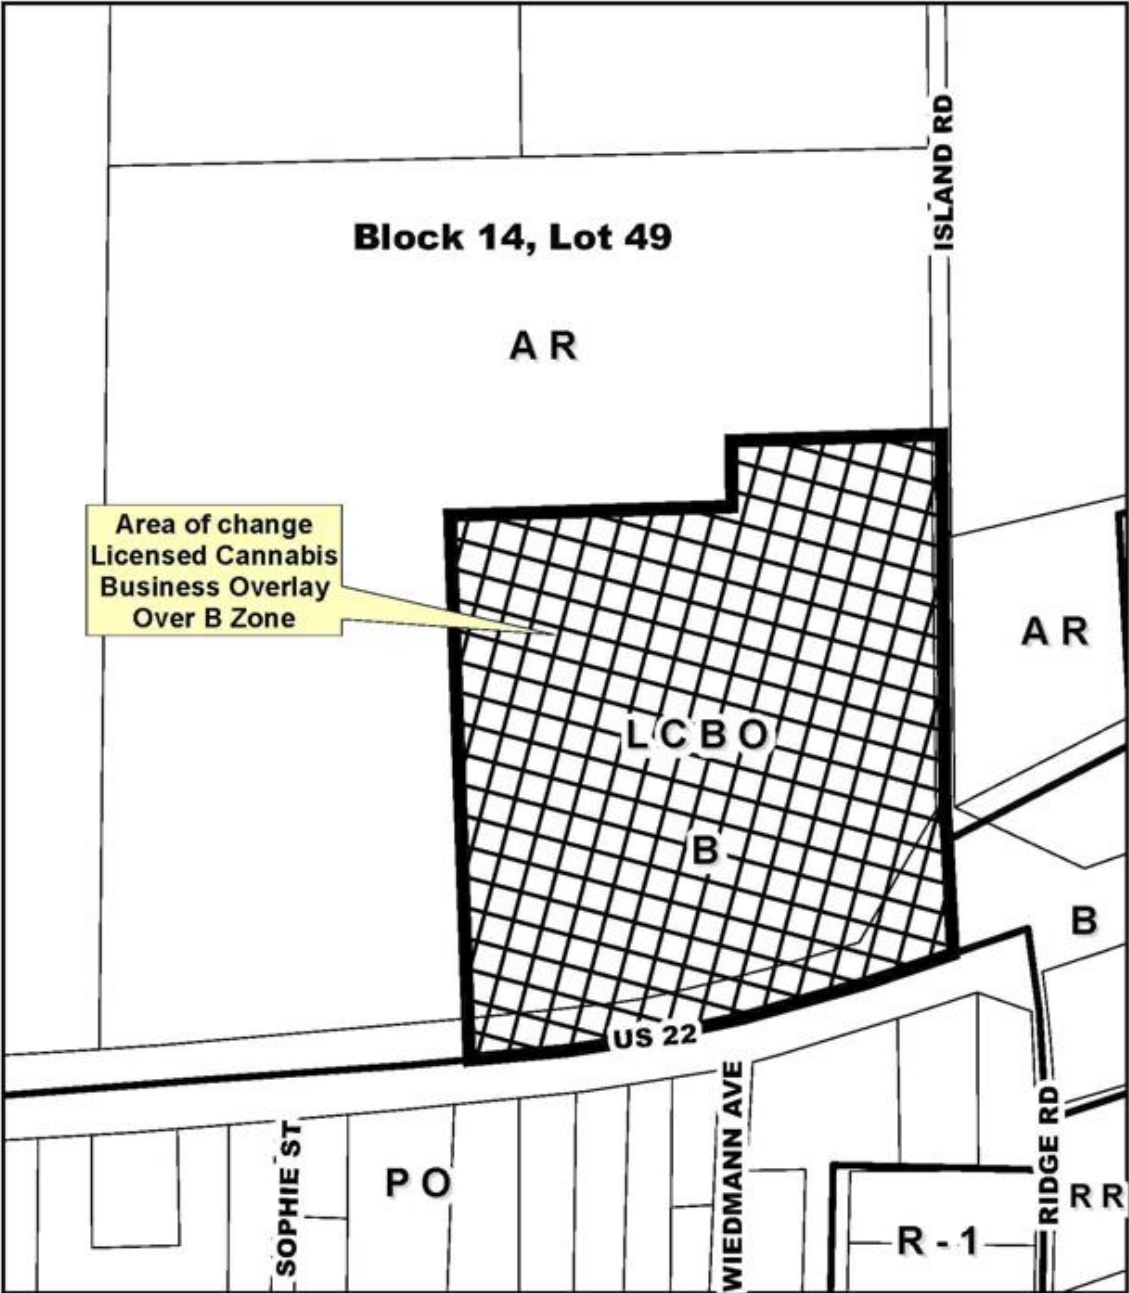 ISLAND RD
Block 14, Lot 49
A R
Area of change
Licensed Cannabis
Business Overlay
Over B Zone
A R
L C B O
B
B
US 22
SOPHIE ST
P O
WIEDMANN AVE
RIDGE RD
R R
R - 1